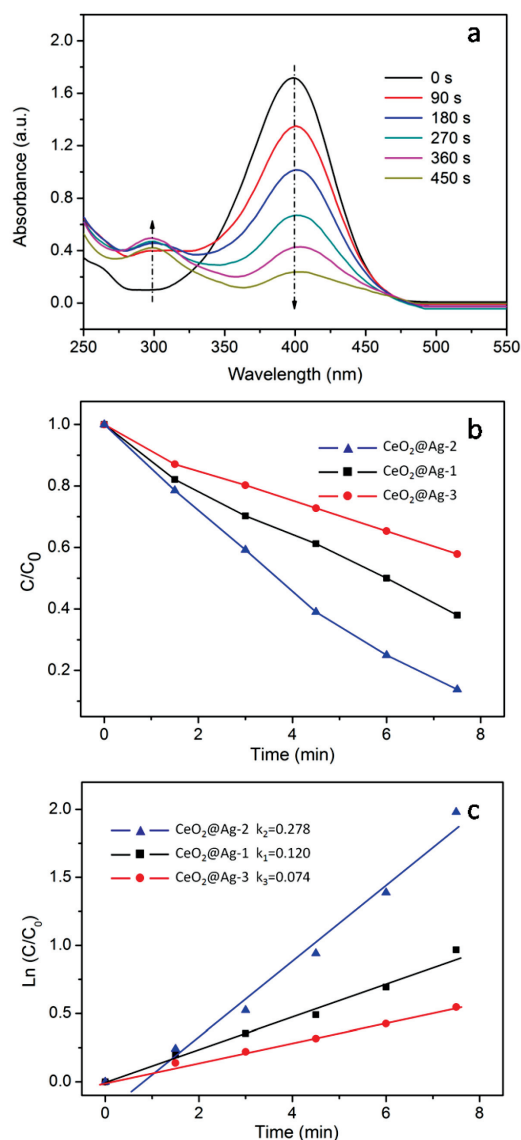 a
2.0
1.6
1.2
0.8
0.4
0.0
Absorbance (a.u.)
0 s
90 s
180 s
270 s
360 s
450 s
250 300 350 400 450 500 550
Wavelength (nm)
b
1.0
0.8
0.6
0.4
0.2
C/C₀
CeO₂@Ag-2
CeO₂@Ag-1
CeO₂@Ag-3
0 2 4 6 8
Time (min)
c
2.0
1.5
1.0
0.5
0.0
Ln (C/C₀)
CeO₂@Ag-2 k₂=0.278
CeO₂@Ag-1 k₁=0.120
CeO₂@Ag-3 k₃=0.074
0 2 4 6 8
Time (min)